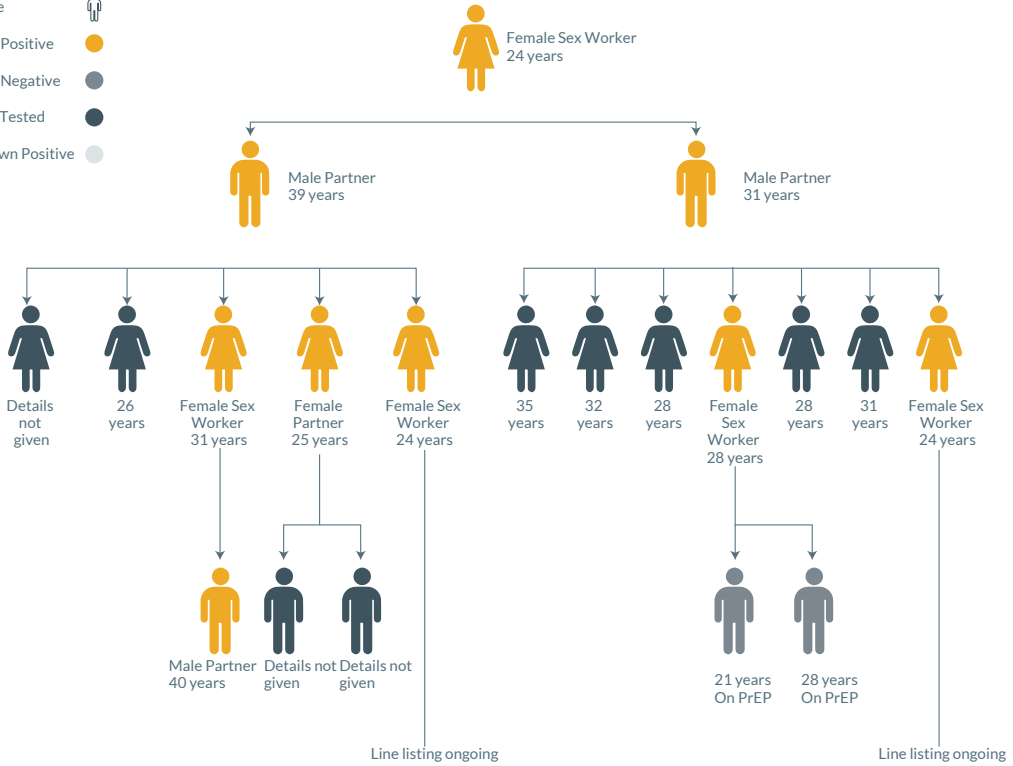 Positive
Negative
Tested
Positive
Female Sex Worker
24 years
Male Partner
39 years
Male Partner
31 years
Details
not
given
26
years
Female Sex
Worker
31 years
Female
Partner
25 years
Female Sex
Worker
24 years
35
years
32
years
28
years
Female
Sex
Worker
28 years
28
years
31
years
Female Sex
Worker
24 years
Male Partner
40 years
Details not
given
Details not
given
21 years
On PrEP
28 years
On PrEP
Line listing ongoing
Line listing ongoing